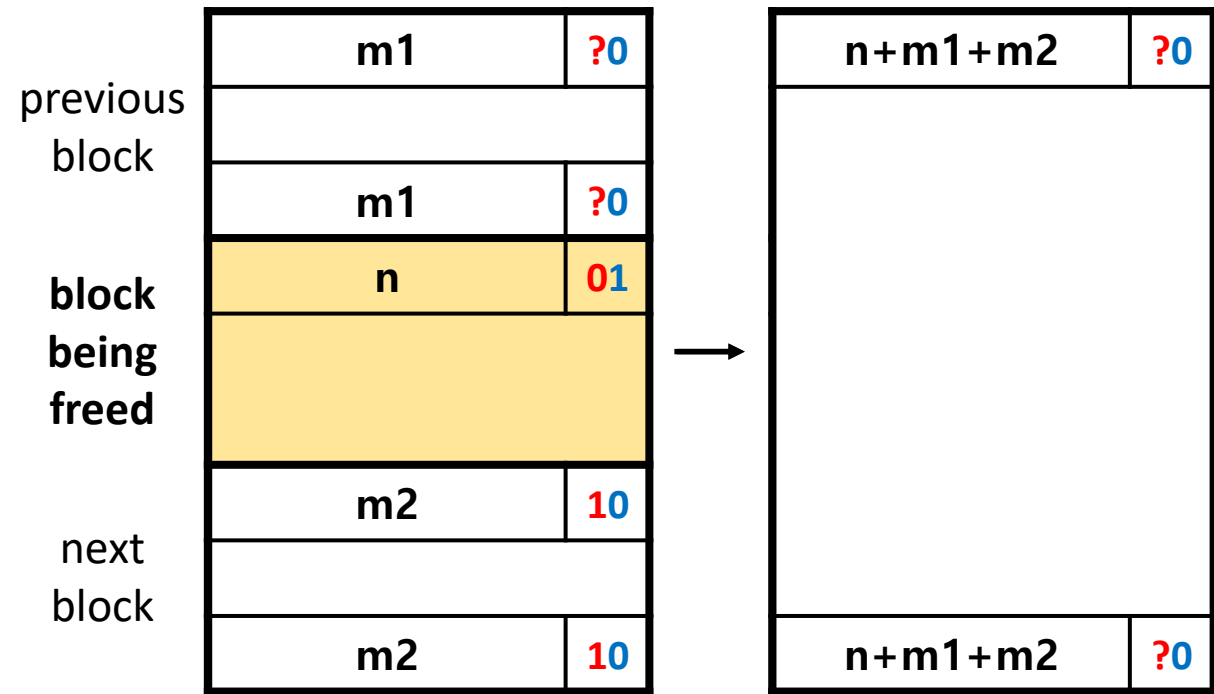 m1 ?0 n+m1+m2 ?0
previous
block
m1 ?0
block
being
freed
n 01
m2 10
next
block
m2 10 n+m1+m2 ?0